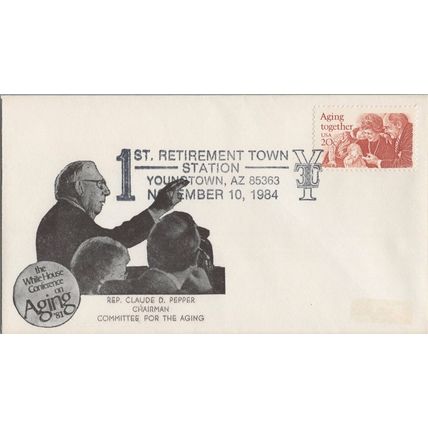 Aging
together
USA
20c
1ST. RETIREMENT TOWN
STATION
YOUNGTOWN, AZ 85363
NOVEMBER 10, 1984
the
White House
Conference
on
Aging
'81
REP. CLAUDE D. PEPPER
CHAIRMAN
COMMITTEE FOR THE AGING